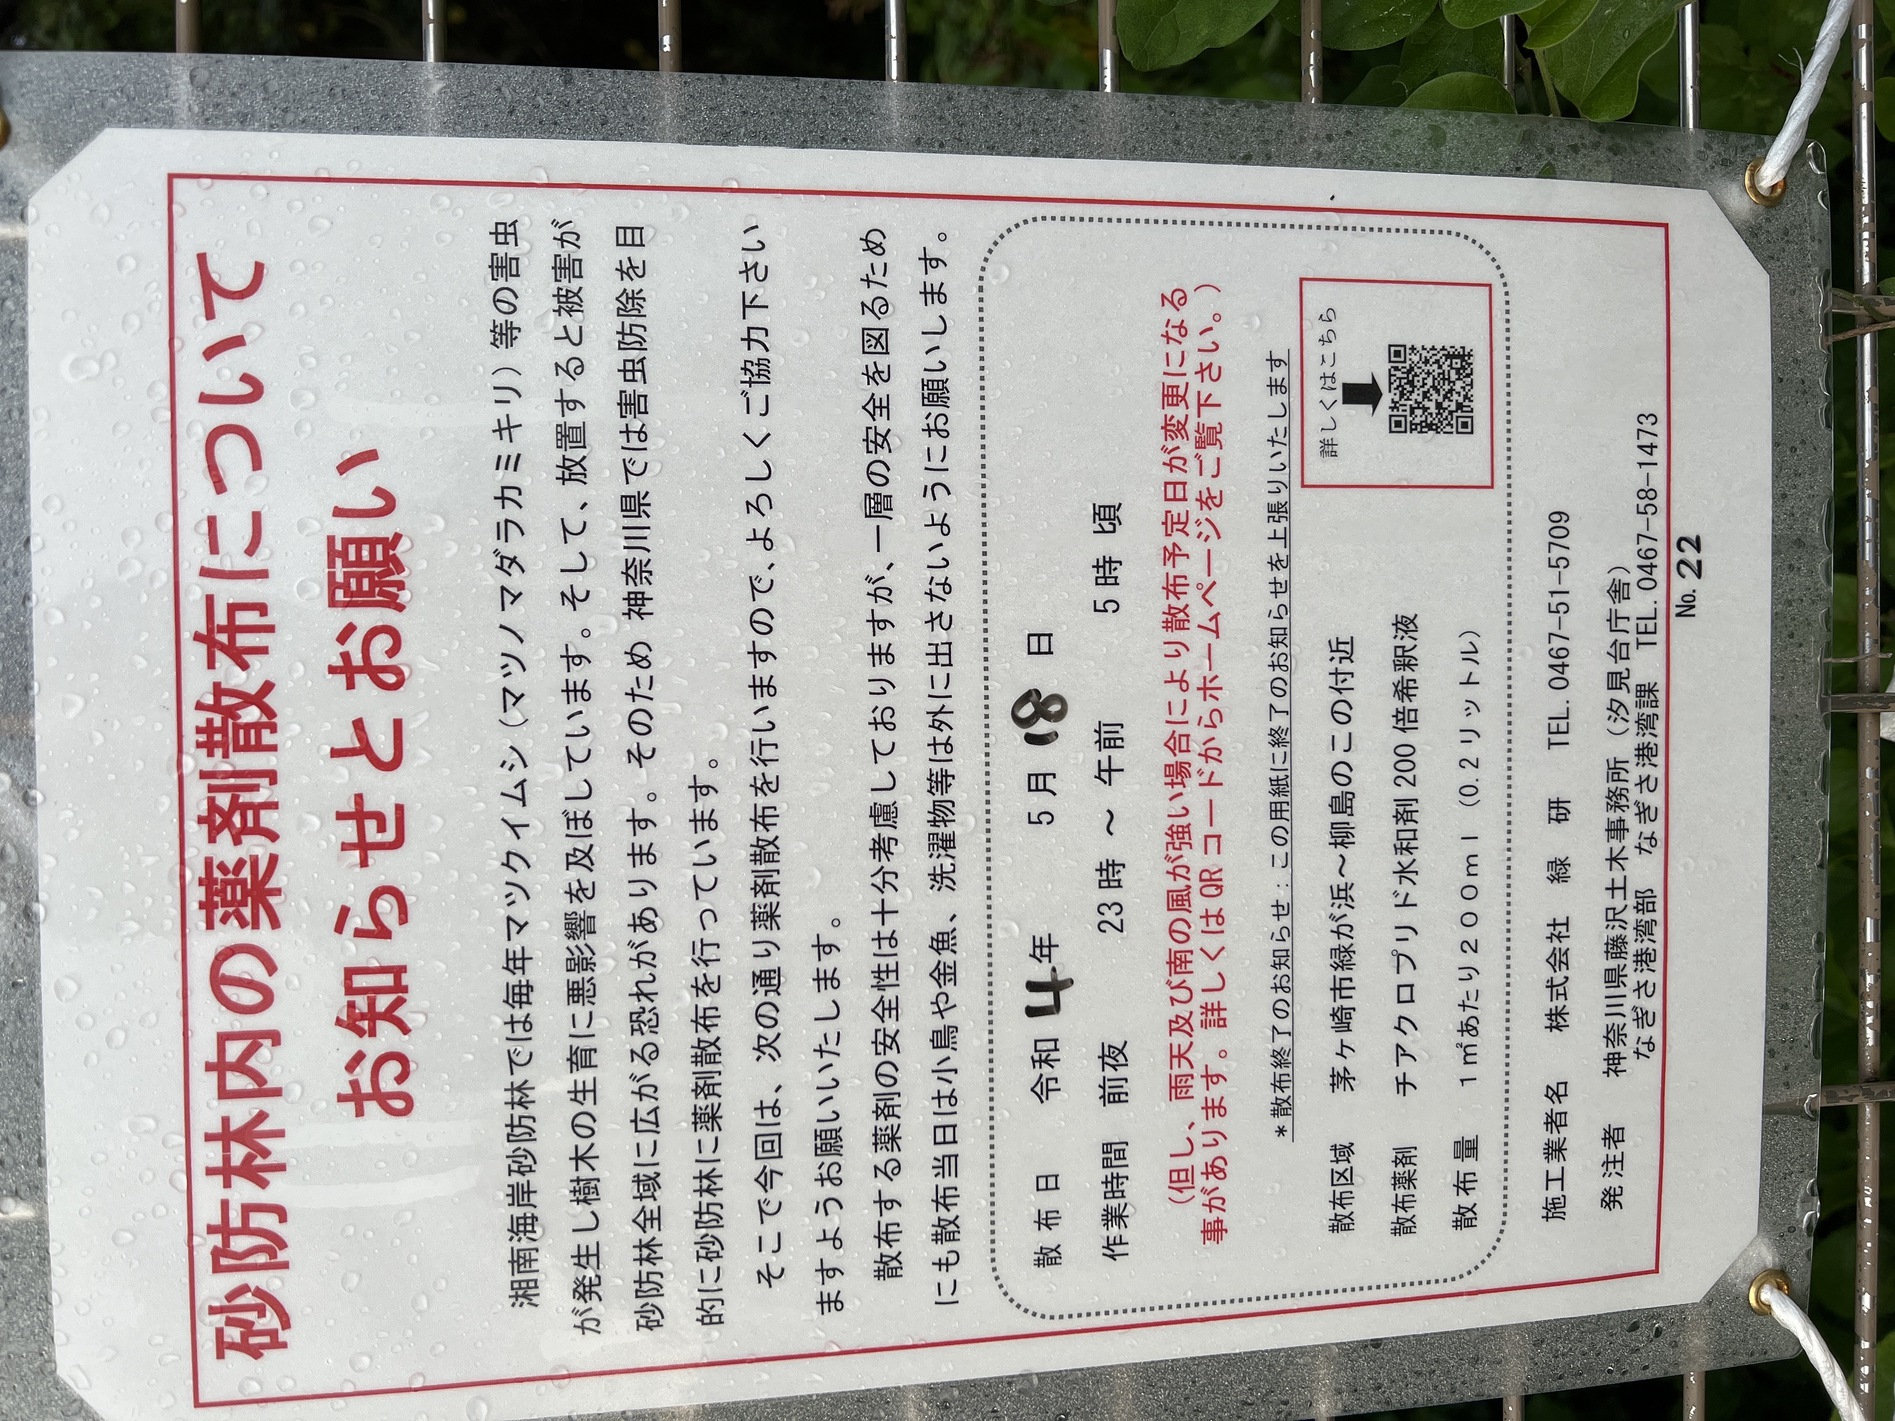 砂防林内の薬剤散布について
お知らせとお願い
湘南海岸砂防林では毎年マツクイムシ（マツノマダラカミキリ）等の害虫
が発生し樹木の生育に悪影響を及ぼしています。そして、放置すると被害が
砂防林全域に広がる恐れがあります。そのため 神奈川県では害虫防除を目
的に砂防林に薬剤散布を行っています。
そこで今回は、次の通り薬剤散布を行いますので、よろしくご協力下さい
ますようお願いいたします。
散布する薬剤の安全性は十分考慮しておりますが、一層の安全を図るため
にも散布当日は小鳥や金魚、洗濯物等は外に出さないようにお願いします。
散布日 令和4年 5月18日
作業時間 前夜 23時～午前 5時頃
（但し、雨天及び南の風が強い場合により散布予定日が変更になる
事があります。詳しくはQRコードからホームページをご覧下さい。）
＊散布終了のお知らせ：この用紙に終了のお知らせを上張りいたします
散布区域 茅ヶ崎市緑が浜～柳島のこの付近
散布薬剤 チアクロプリド水和剤200倍希釈液
散布量 1㎡あたり200ml（0.2リットル）
詳しくはこちら
施工業者名 株式会社 緑 研 TEL.0467-51-5709
発注者 神奈川県藤沢土木事務所（汐見台庁舎）
なぎさ港湾部 なぎさ港湾課 TEL.0467-58-1473
No.22